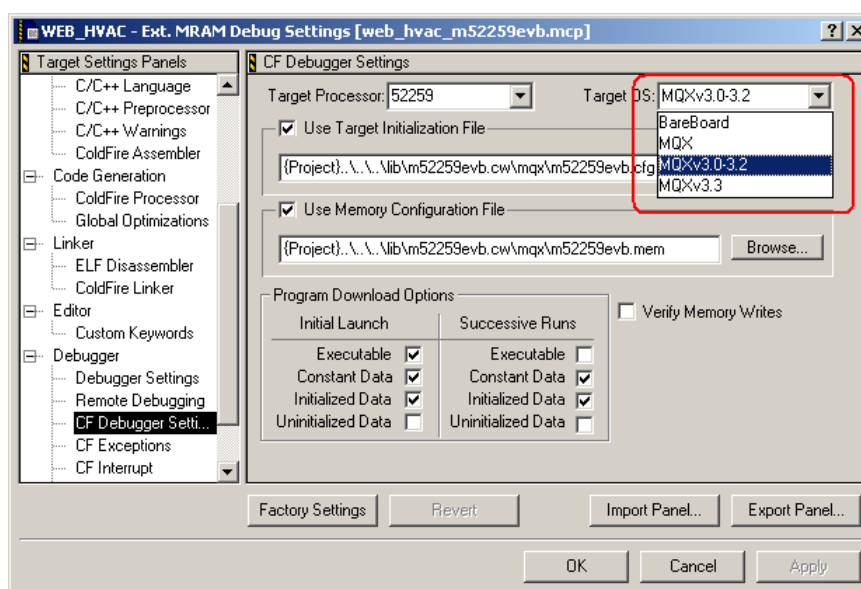 WEB_HVAC - Ext. MRAM Debug Settings [web_hvac_m52259evb.mcp]
Target Settings Panels
C/C++ Language
C/C++ Preprocessor
C/C++ Warnings
ColdFire Assembler
Code Generation
ColdFire Processor
Global Optimizations
Linker
ELF Disassembler
ColdFire Linker
Editor
Custom Keywords
Debugger
Debugger Settings
Remote Debugging
CF Debugger Setti...
CF Exceptions
CF Interrupt
CF Debugger Settings
Target Processor: 52259
Target OS: MQXv3.0-3.2
BareBoard
MQX
MQXv3.0-3.2
MQXv3.3
Use Target Initialization File
{Project}..\..\..\lib\m52259evb.cw\mqx\m52259evb.cfg
Use Memory Configuration File
{Project}..\..\..\lib\m52259evb.cw\mqx\m52259evb.mem
Browse...
Program Download Options
Initial Launch
Successive Runs
Executable
Executable
Constant Data
Constant Data
Initialized Data
Initialized Data
Uninitialized Data
Uninitialized Data
Verify Memory Writes
Factory Settings
Revert
Import Panel...
Export Panel...
OK
Cancel
Apply